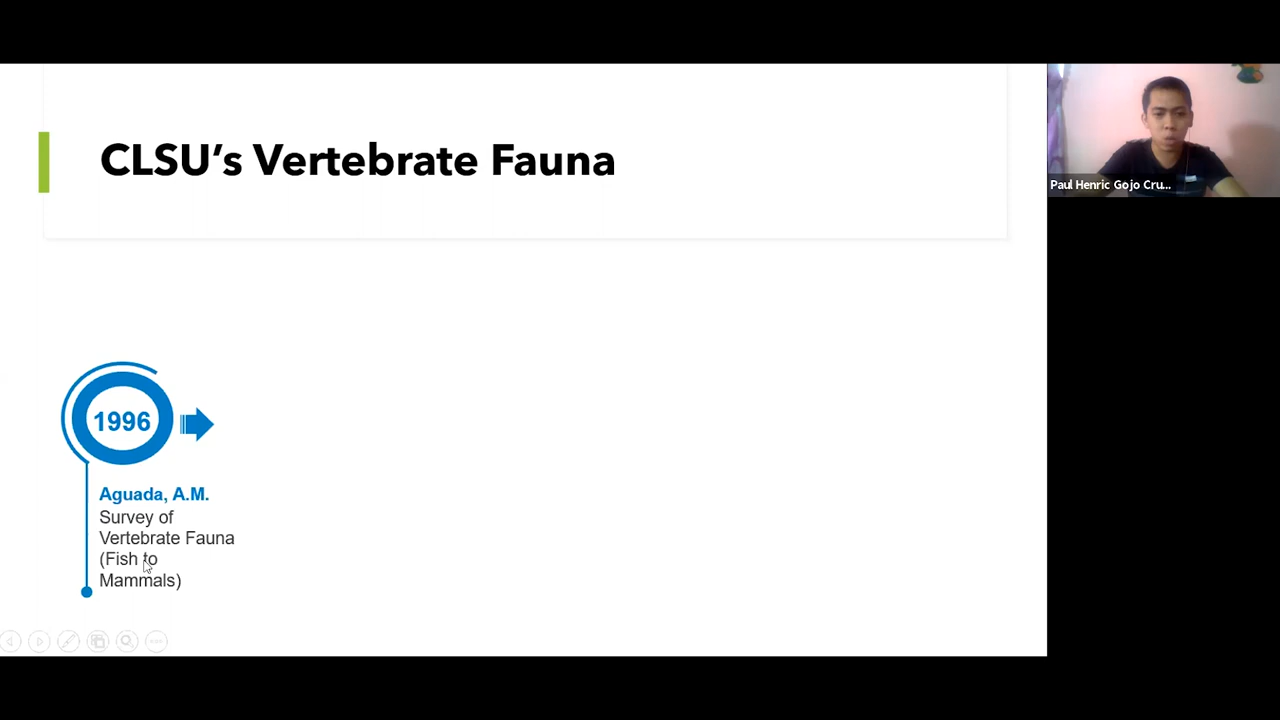 CLSU’s Vertebrate Fauna
Paul Henric Gojo Cru...
1996
Aguada, A.M.
Survey of
Vertebrate Fauna
(Fish to
Mammals)